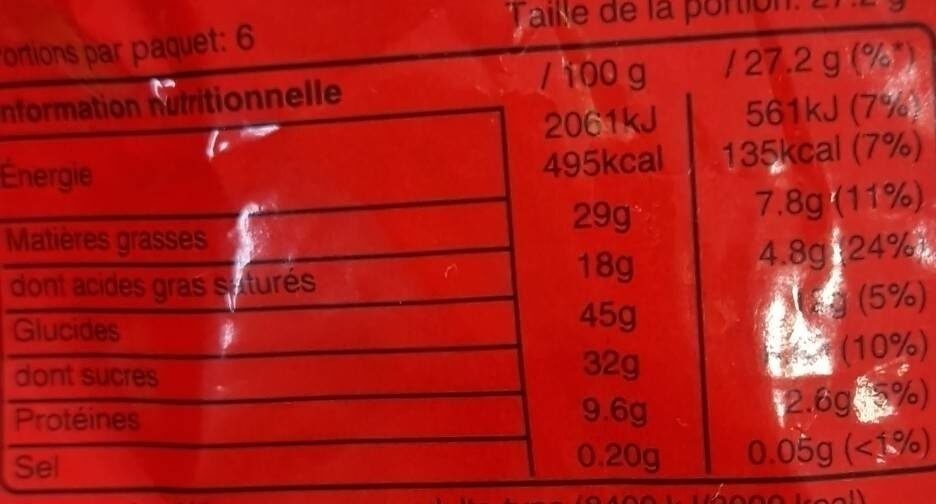 Taille de la portion:
ortions par paquet: 6
/ 100 g / 27.2 g (%*)
nformation nutritionnelle
Énergie 2061kJ 561kJ (7%)
495kcal 135kcal (7%)
Matières grasses 29g 7.8g (11%)
dont acides gras saturés 18g 4.8g (24%)
Glucides 45g (5%)
dont sucres 32g (10%)
Protéines 9.6g 2.6g (5%)
Sel 0.20g 0.05g (<1%)